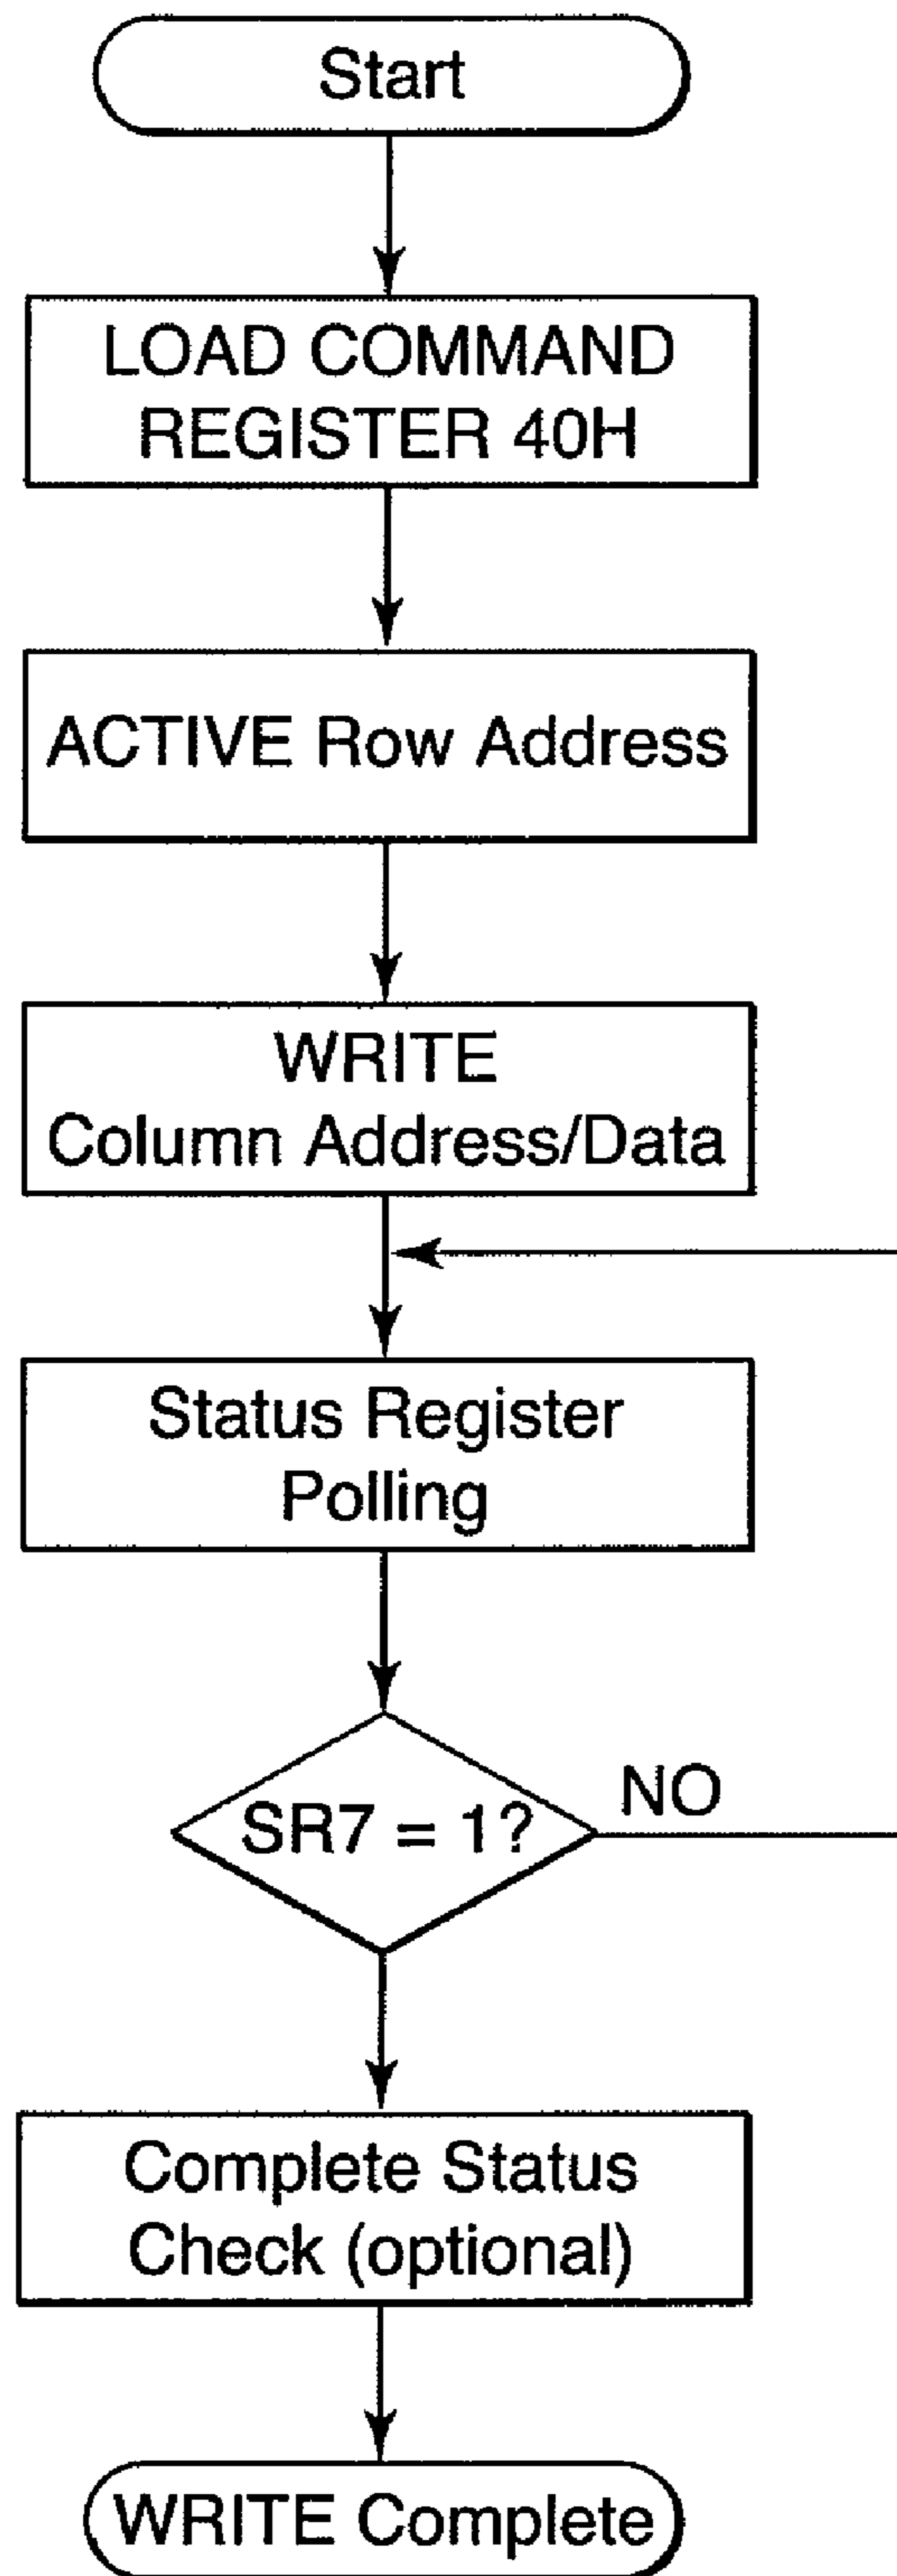 Start
LOAD COMMAND
REGISTER 40H
ACTIVE Row Address
WRITE
Column Address/Data
Status Register
Polling
SR7 = 1?
NO
Complete Status
Check (optional)
WRITE Complete